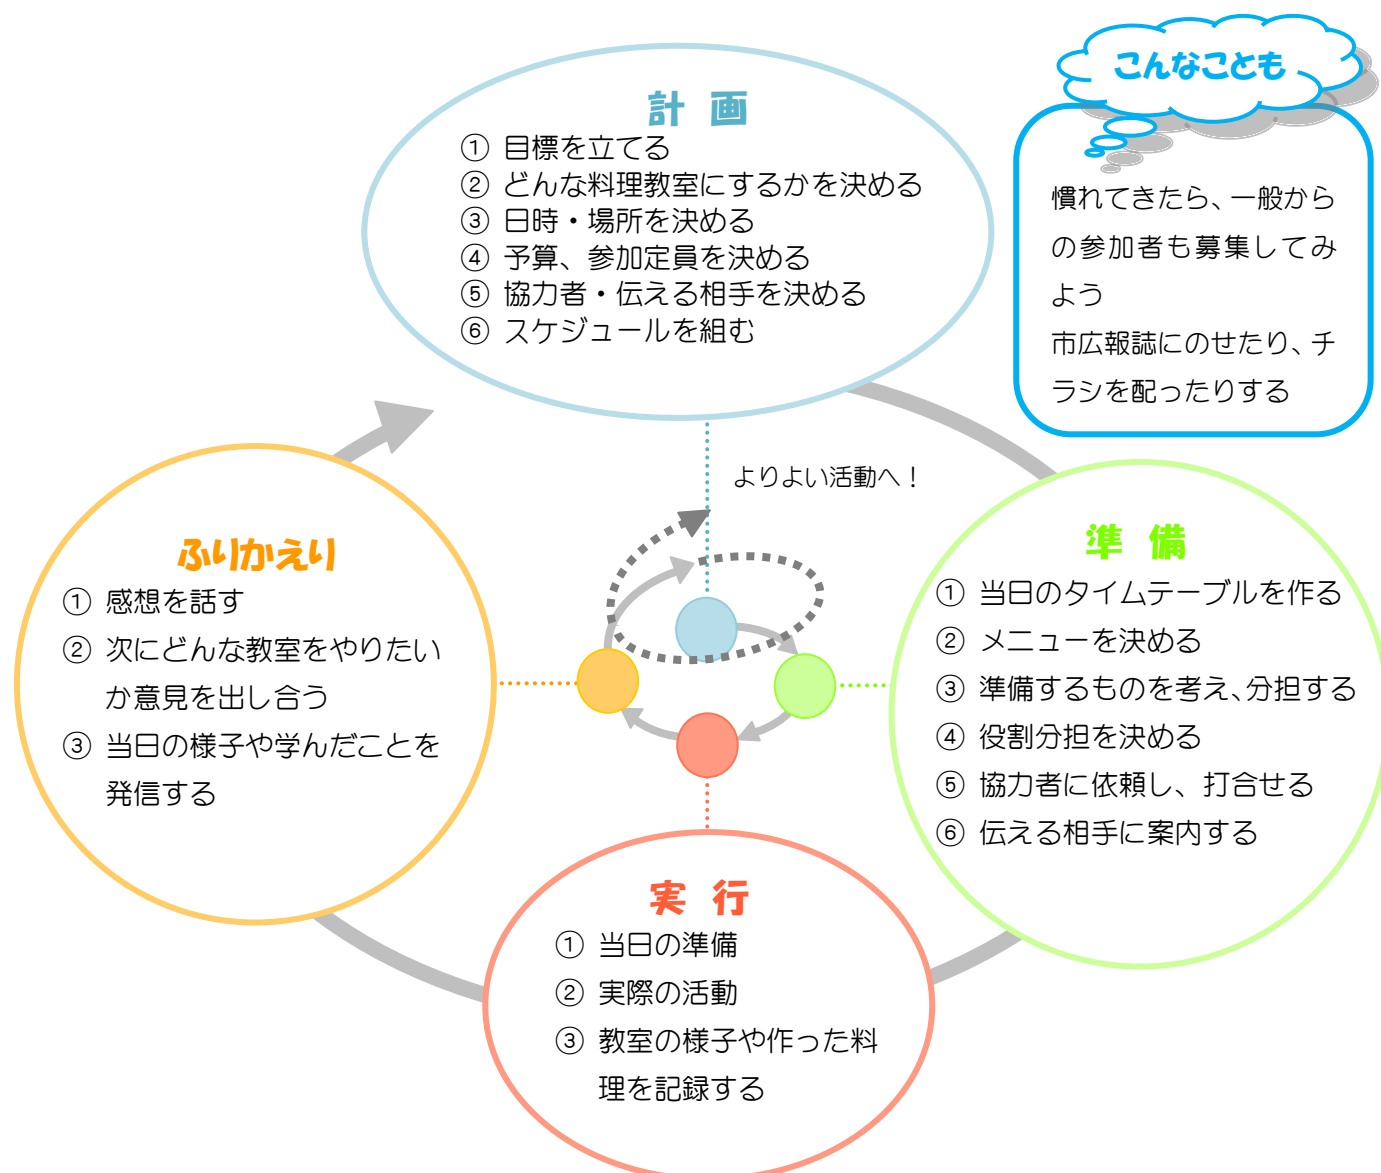 計 画
① 目標を立てる
② どんな料理教室にするかを決める
③ 日時・場所を決める
④ 予算、参加定員を決める
⑤ 協力者・伝える相手を決める
⑥ スケジュールを組む
こんなことも
慣れてきたら、一般から
の参加者も募集してみ
よう
市広報誌にのせたり、チ
ラシを配ったりする
よりよい活動へ！
ふりかえり
① 感想を話す
② 次にどんな教室をやりたい
か意見を出し合う
③ 当日の様子や学んだことを
発信する
準 備
① 当日のタイムテーブルを作る
② メニューを決める
③ 準備するものを考え、分担する
④ 役割分担を決める
⑤ 協力者に依頼し、打合せる
⑥ 伝える相手に案内する
実 行
① 当日の準備
② 実際の活動
③ 教室の様子や作った料
理を記録する